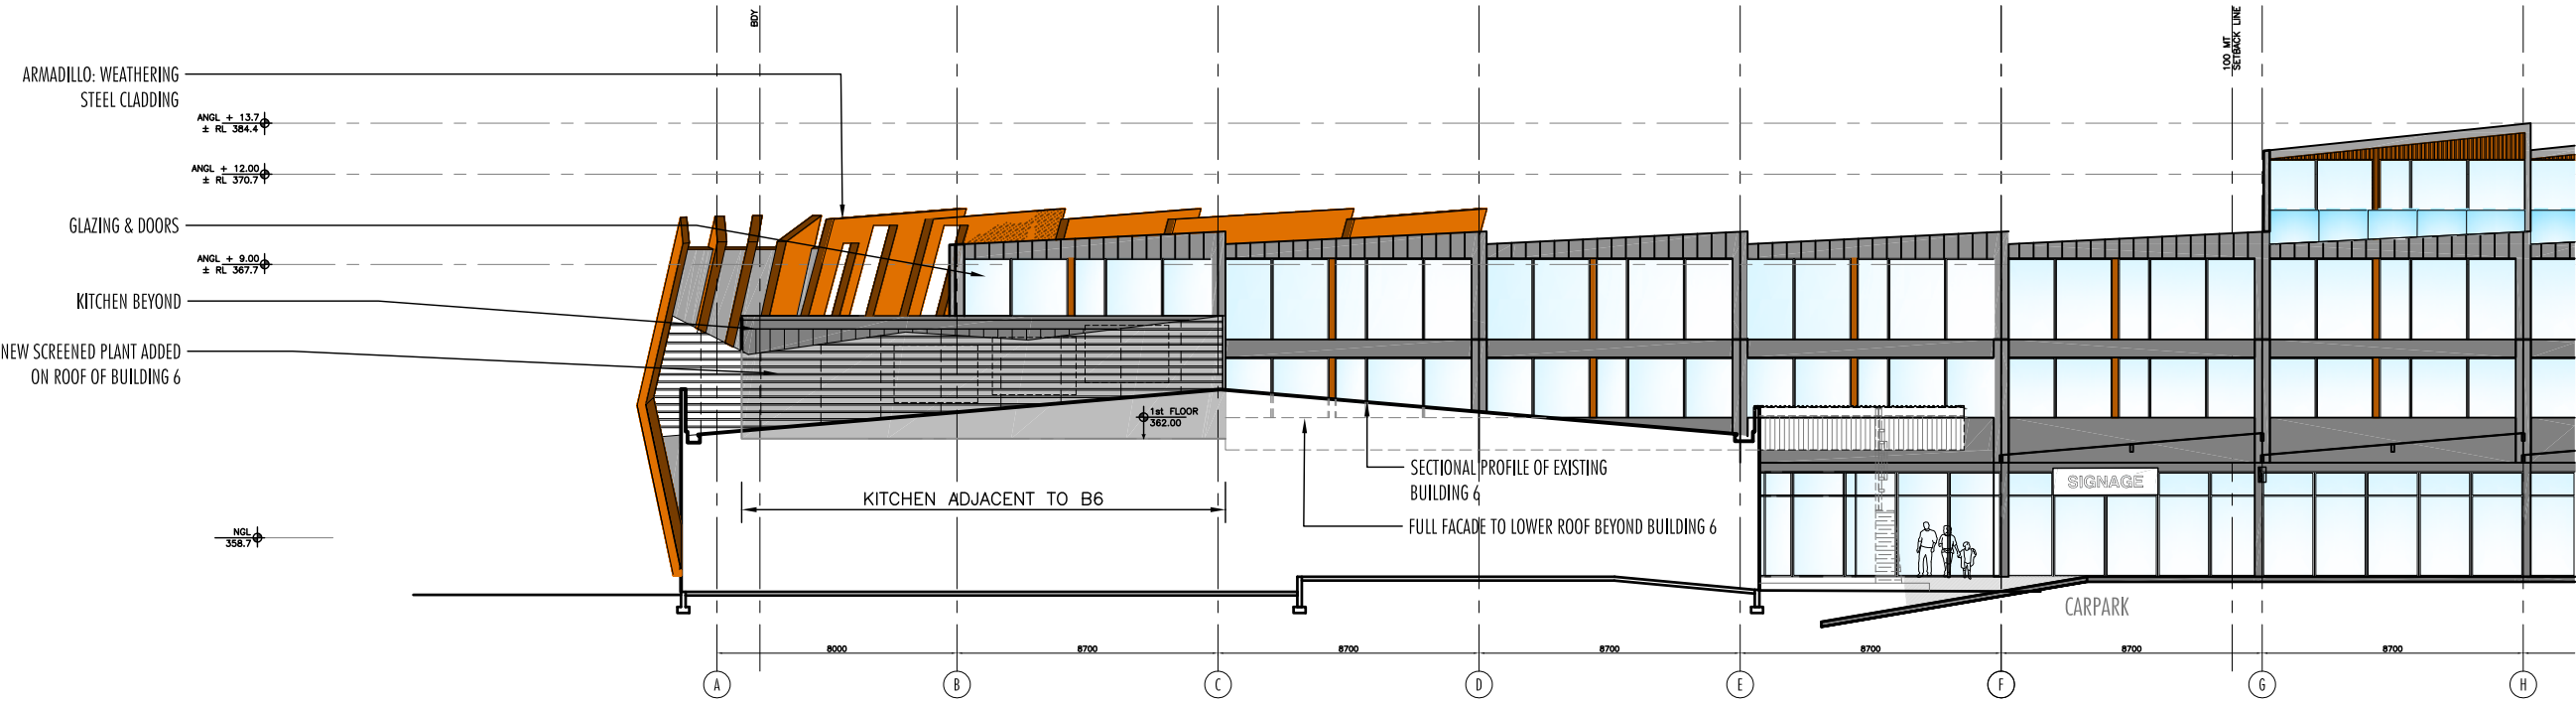 BDY
100 MT
SETBACK LINE
ARMADILLO: WEATHERING
STEEL CLADDING
ANGL + 13.7
± RL 384.4
ANGL + 12.00
± RL 370.7
GLAZING & DOORS
ANGL + 9.00
± RL 367.7
KITCHEN BEYOND
NEW SCREENED PLANT ADDED
ON ROOF OF BUILDING 6
1st FLOOR
362.00
SECTIONAL PROFILE OF EXISTING
BUILDING 6
KITCHEN ADJACENT TO B6
FULL FACADE TO LOWER ROOF BEYOND BUILDING 6
SIGNAGE
NGL
358.7
CARPARK
8000
8700
8700
8700
8700
8700
8700
A
B
C
D
E
F
G
H